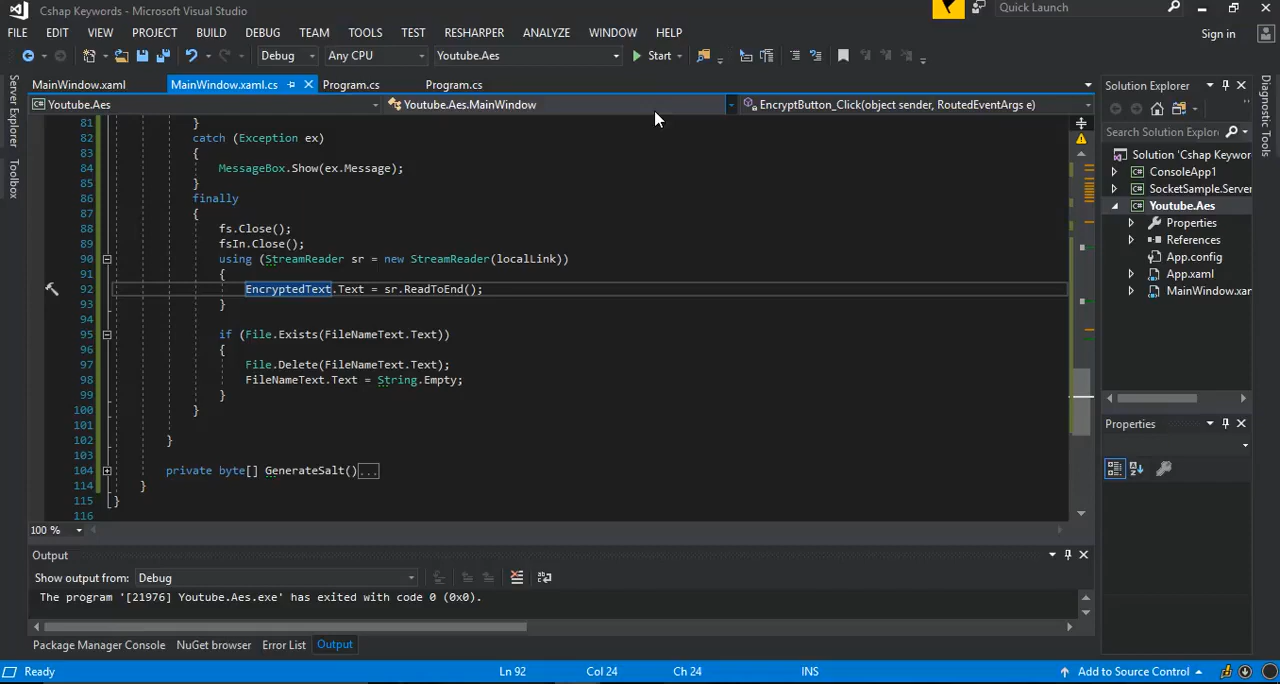 Cshap Keywords - Microsoft Visual Studio
Quick Launch
FILE EDIT VIEW PROJECT BUILD DEBUG TEAM TOOLS TEST RESHARPER ANALYZE WINDOW HELP
Sign in
Debug Any CPU Youtube.Aes Start
MainWindow.xaml MainWindow.xaml.cs Program.cs Program.cs
Youtube.Aes Youtube.Aes.MainWindow EncryptButton_Click(object sender, RoutedEventArgs e)
Server Explorer
Toolbox
81 }
82 catch (Exception ex)
83 {
84 MessageBox.Show(ex.Message);
85 }
86 finally
87 {
88 fs.Close();
89 fsIn.Close();
90 using (StreamReader sr = new StreamReader(localLink))
91 {
92 EncryptedText.Text = sr.ReadToEnd();
93 }
94
95 if (File.Exists(FileNameText.Text))
96 {
97 File.Delete(FileNameText.Text);
98 FileNameText.Text = String.Empty;
99 }
100 }
101
102 }
103
104 private byte[] GenerateSalt()...
114 }
115 }
116
100 %
Solution Explorer
Search Solution Explorer
Solution 'Cshap Keywor
ConsoleApp1
SocketSample.Server
Youtube.Aes
Properties
References
App.config
App.xaml
MainWindow.xar
Properties
Diagnostic Tools
Output
Show output from: Debug
The program '[21976] Youtube.Aes.exe' has exited with code 0 (0x0).
Package Manager Console NuGet browser Error List Output
Ready Ln 92 Col 24 Ch 24 INS Add to Source Control